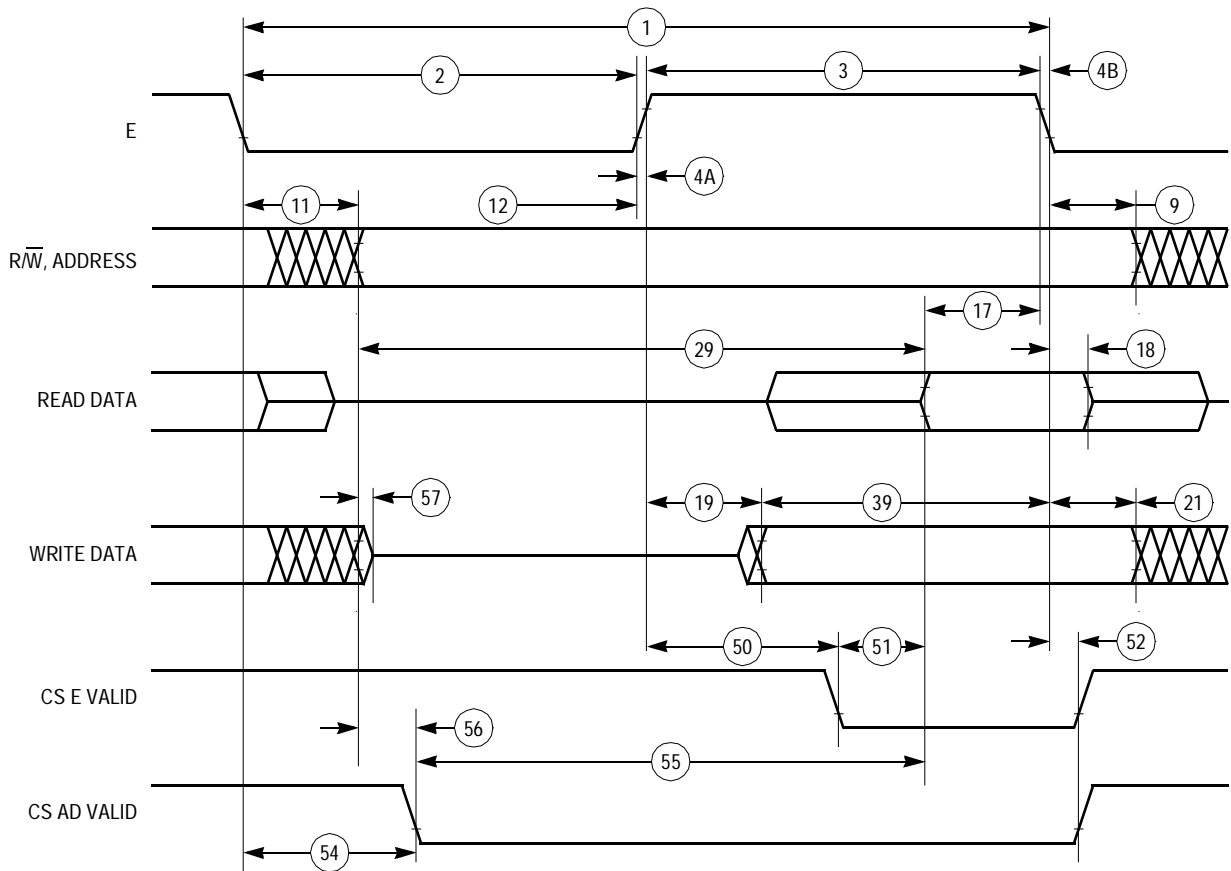 1
2
3
4B
E
4A
11
12
9
R/W̅, ADDRESS
17
29
18
READ DATA
57
19
39
21
WRITE DATA
50
51
52
CS E VALID
56
55
CS AD VALID
54